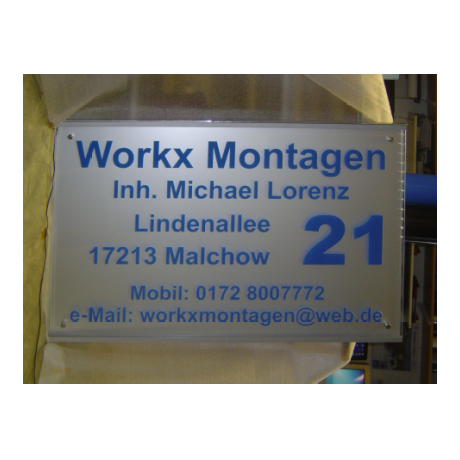 Workx Montagen
Inh. Michael Lorenz
Lindenallee 21
17213 Malchow
Mobil: 0172 8007772
e-Mail: workxmontagen@web.de